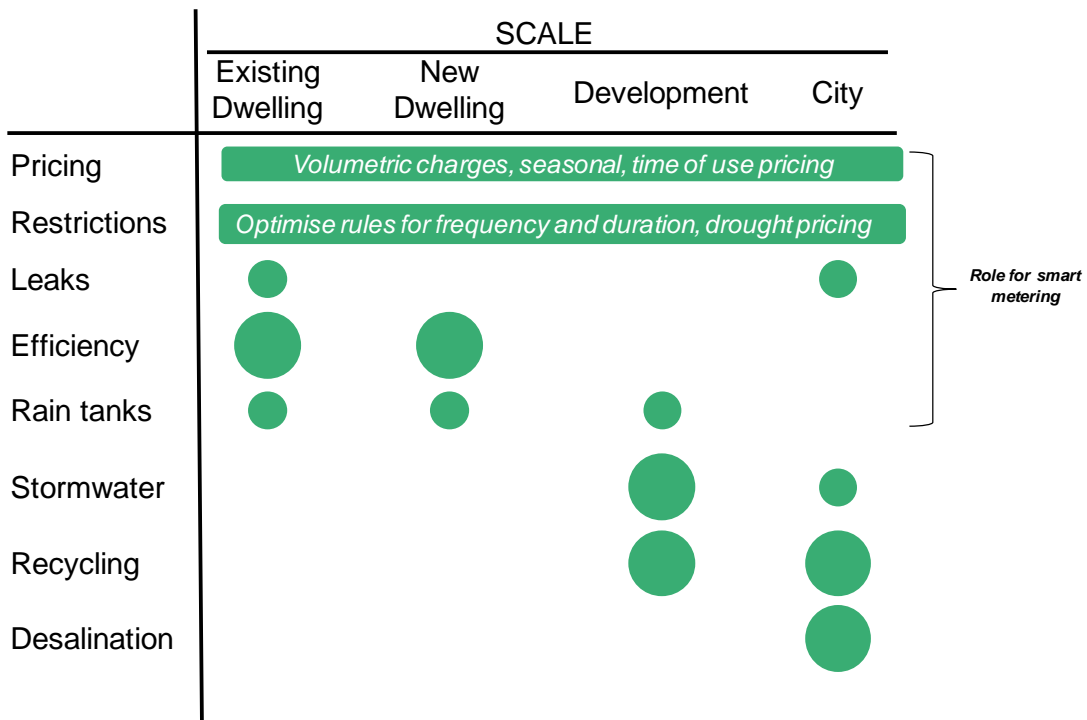 SCALE
Existing
Dwelling
New
Dwelling
Development
City
Pricing
Volumetric charges, seasonal, time of use pricing
Restrictions
Optimise rules for frequency and duration, drought pricing
Leaks
Role for smart
metering
Efficiency
Rain tanks
Stormwater
Recycling
Desalination